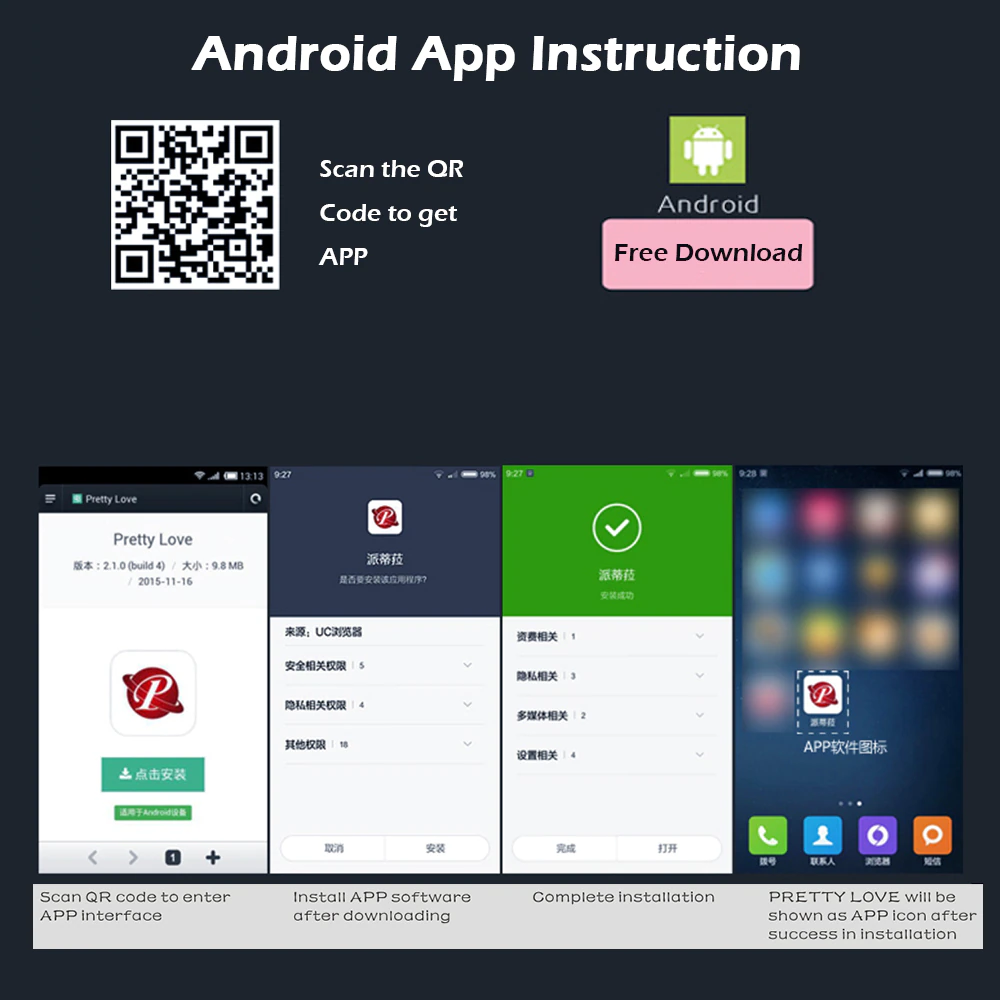 Android App Instruction
Scan the QR
Code to get
APP
Android
Free Download
13:13
Pretty Love
Pretty Love
版本：2.1.0 (build 4) / 大小：9.8 MB
/ 2015-11-16
P
点击安装
适用于Android设备
1
9:27
98%
P
派蒂菈
是否要安装该应用程序?
来源：UC浏览器
安全相关权限 | 5
隐私相关权限 | 4
其他权限 | 18
取消
安装
9:27
98%
派蒂菈
安装成功
资费相关 | 1
隐私相关 | 3
多媒体相关 | 2
设置相关 | 4
完成
打开
9:28
98%
P
派蒂菈
APP软件图标
拨号
联系人
浏览器
短信
Scan QR code to enter
APP interface
Install APP software
after downloading
Complete installation
PRETTY LOVE will be
shown as APP icon after
success in installation